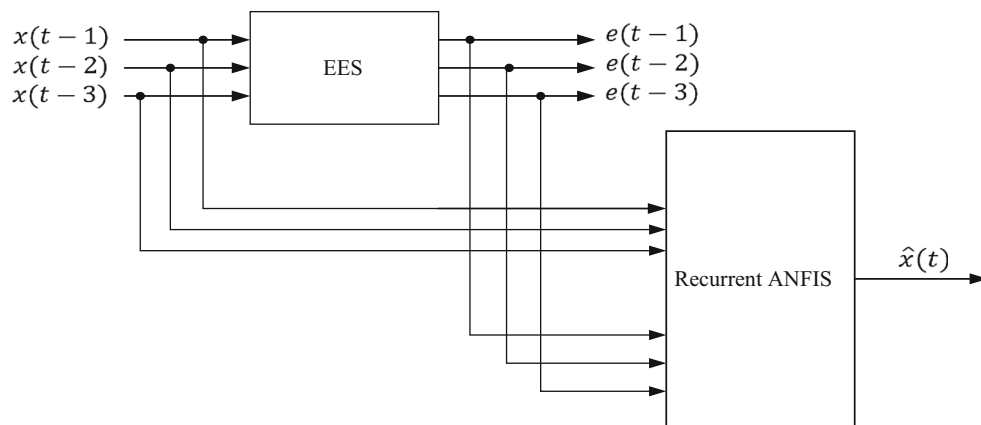 x(t − 1)
x(t − 2)
x(t − 3)
EES
e(t − 1)
e(t − 2)
e(t − 3)
Recurrent ANFIS
x̂(t)